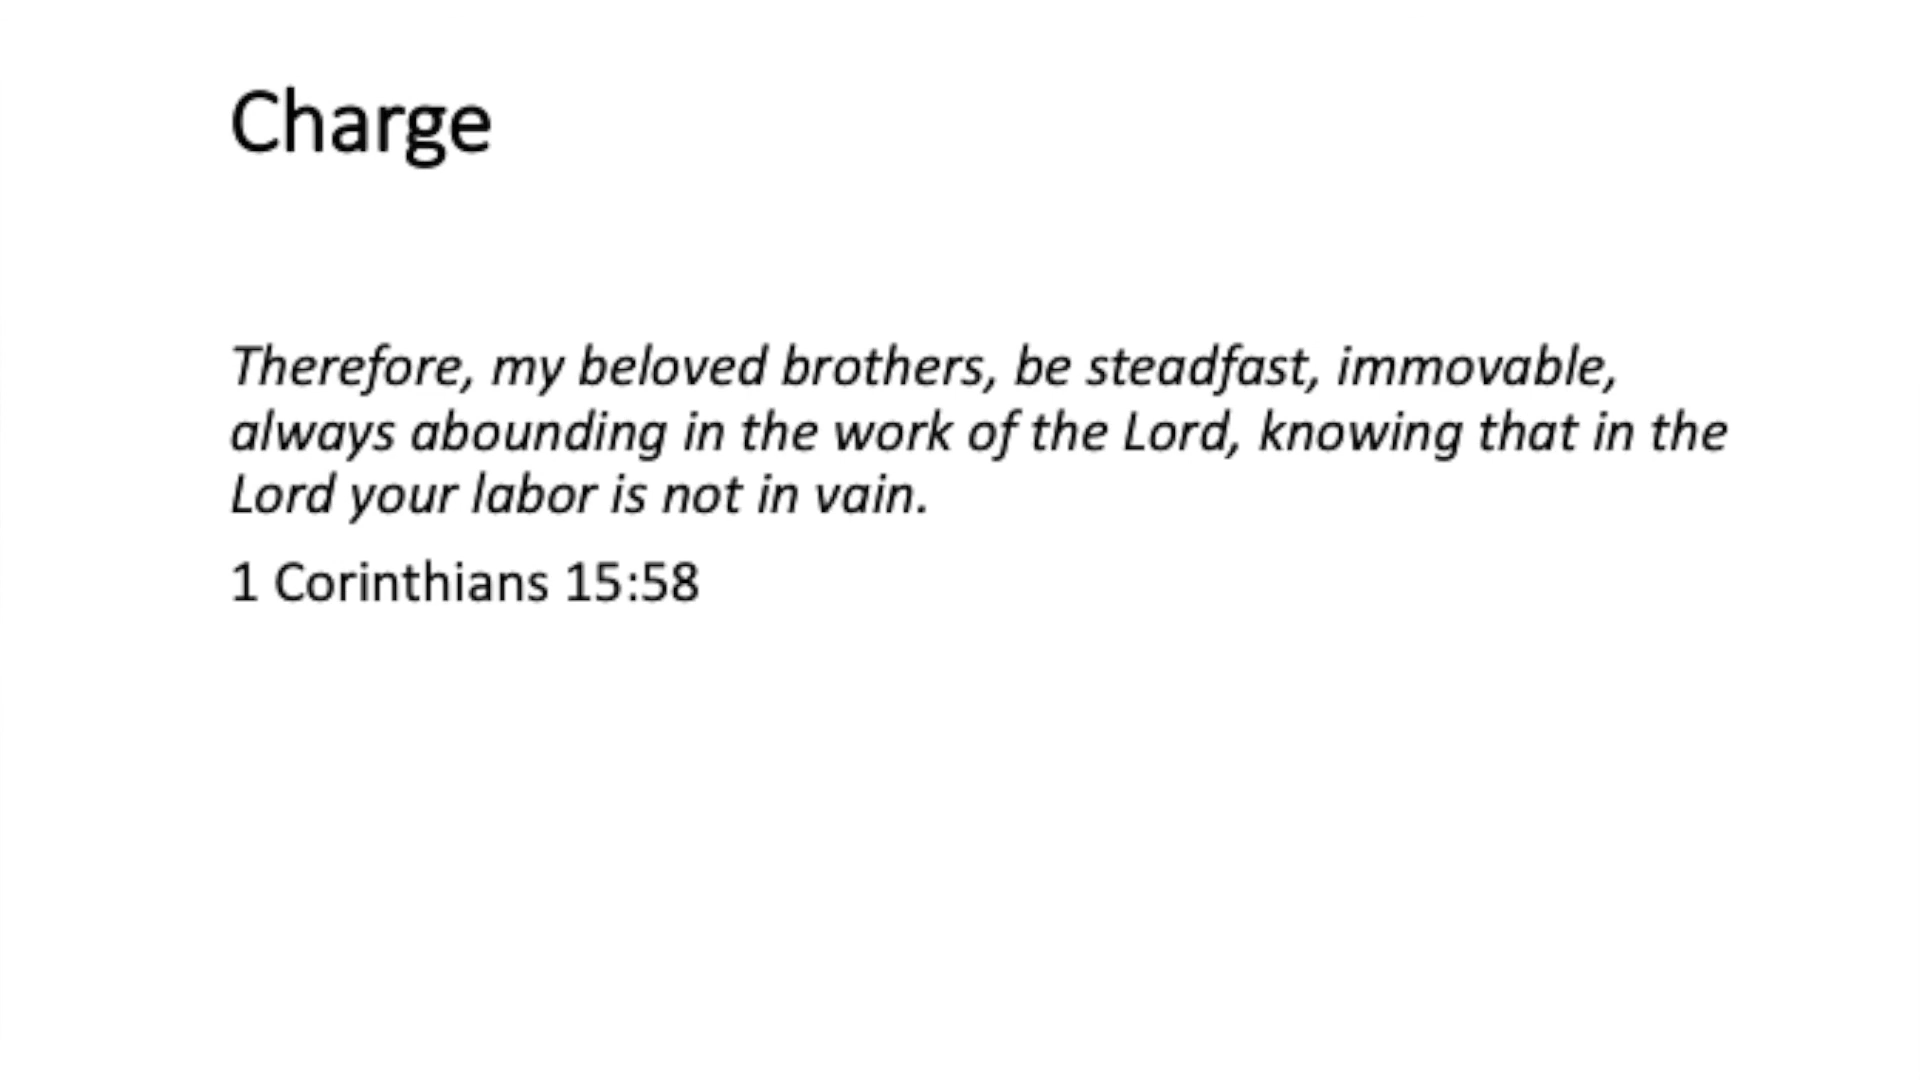 Charge
Therefore, my beloved brothers, be steadfast, immovable,
always abounding in the work of the Lord, knowing that in the
Lord your labor is not in vain.
1 Corinthians 15:58